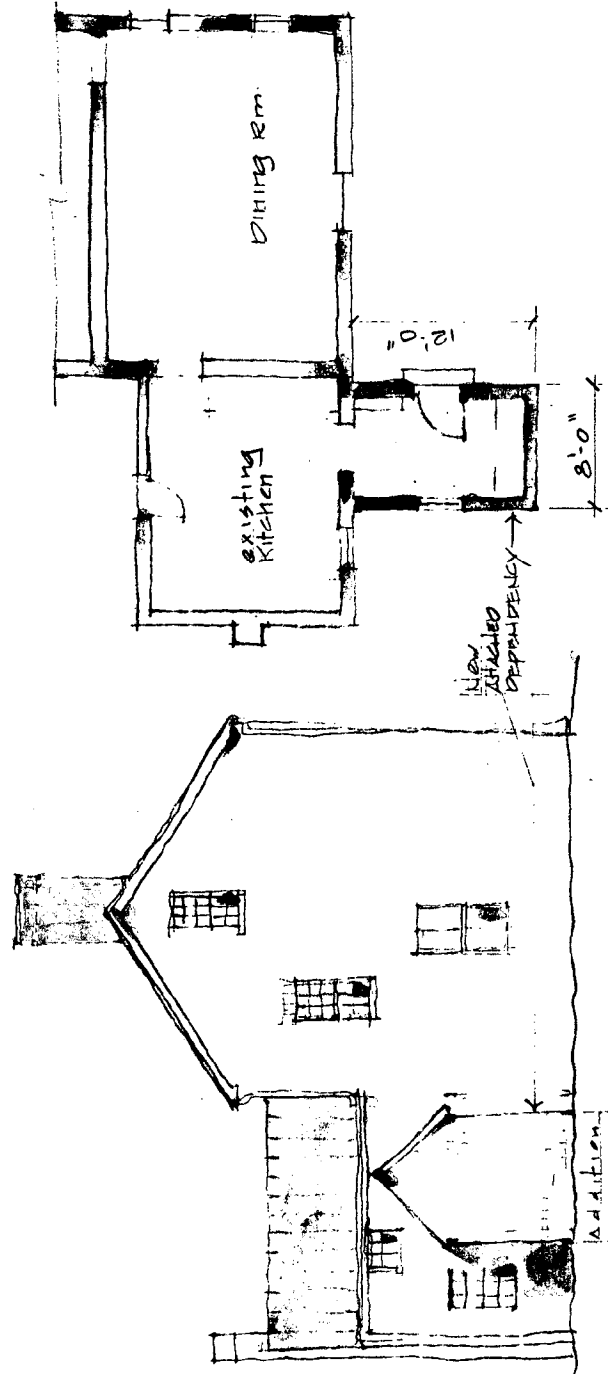 Dining Rm.
existing
Kitchen
12'-0"
8'-0"
New
Attached
DEPENDENCY
Addition